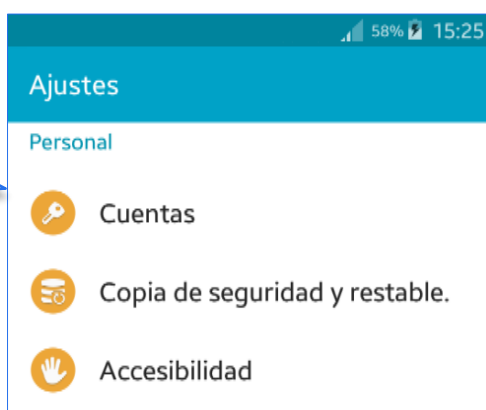 58% 15:25
Ajustes
Personal
Cuentas
Copia de seguridad y restable.
Accesibilidad